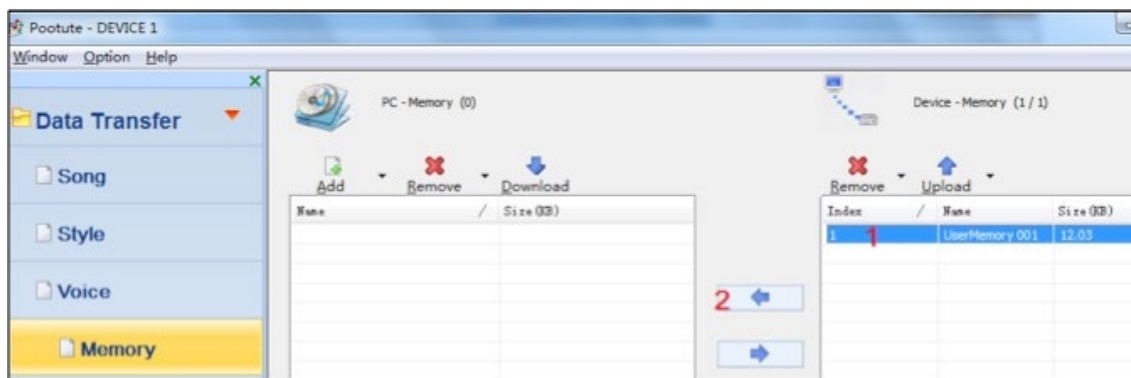 Pootute - DEVICE 1
Window Option Help
Data Transfer
Song
Style
Voice
Memory
PC - Memory (0)
Add Remove Download
Name / Size(KB)
2
Device - Memory (1 / 1)
Remove Upload
Index / Name Size(KB)
1 1 UserMemory 001 12.03